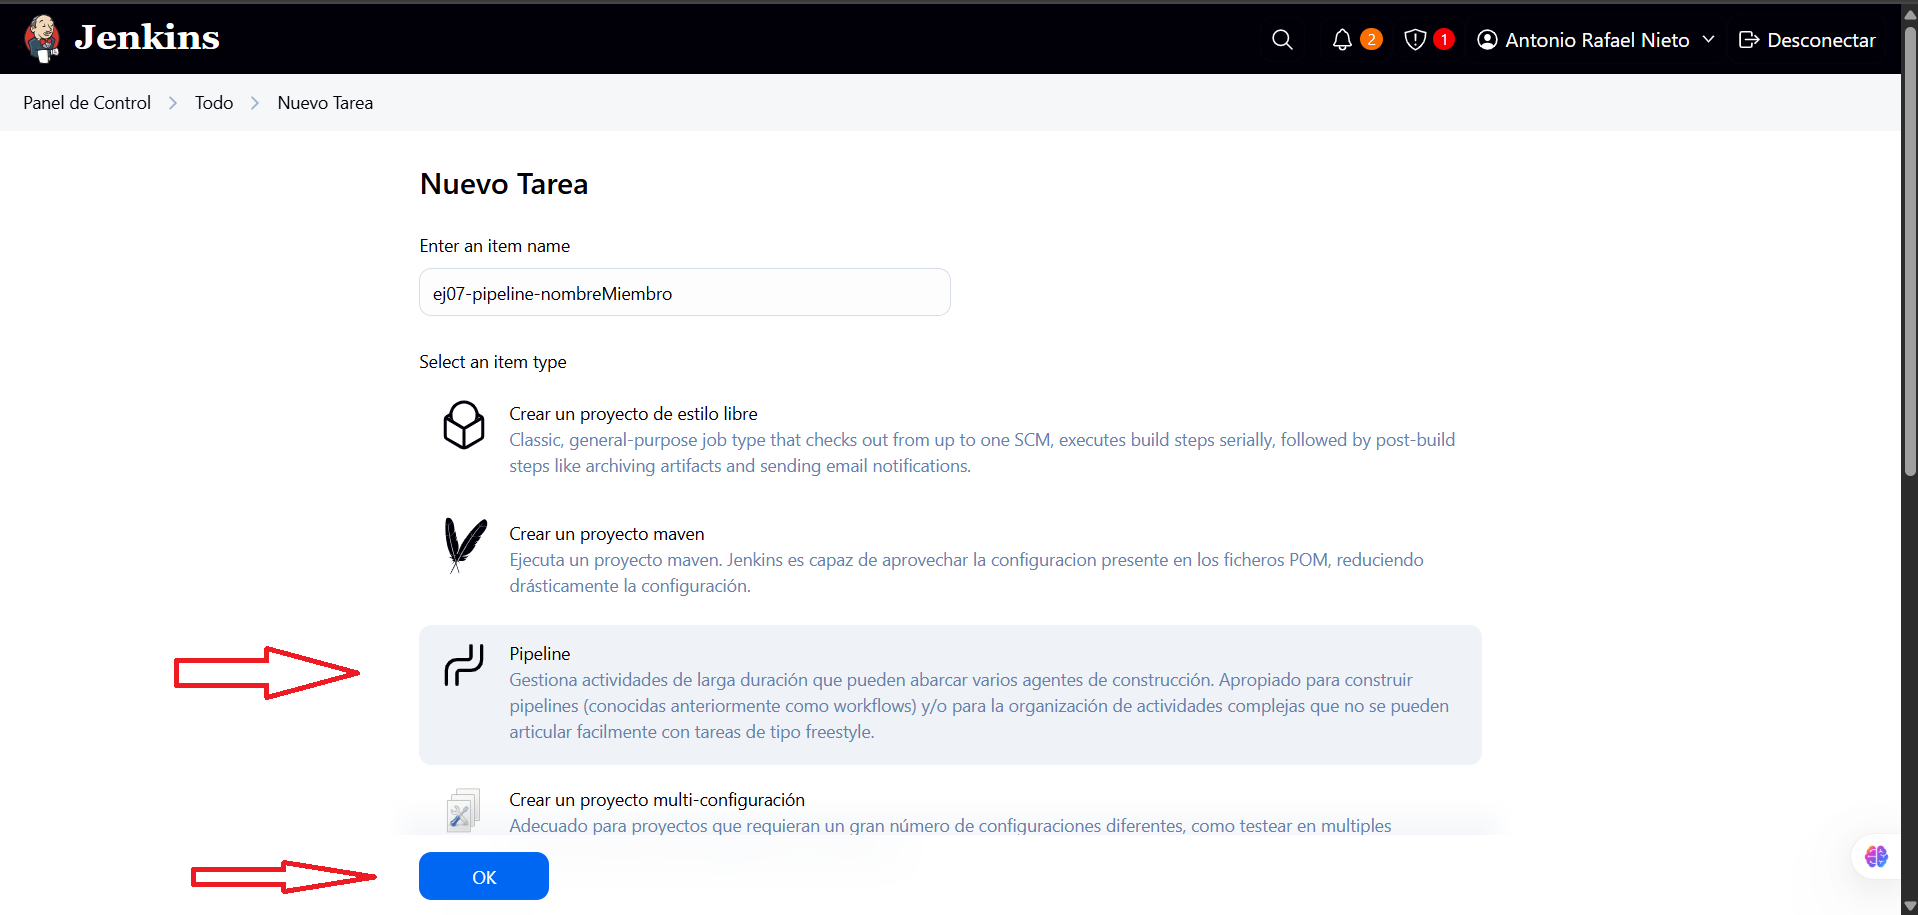 Jenkins
2
1
Antonio Rafael Nieto
Desconectar
Panel de Control
Todo
Nuevo Tarea
Nuevo Tarea
Enter an item name
ej07-pipeline-nombreMiembro
Select an item type
Crear un proyecto de estilo libre
Classic, general-purpose job type that checks out from up to one SCM, executes build steps serially, followed by post-build
steps like archiving artifacts and sending email notifications.
Crear un proyecto maven
Ejecuta un proyecto maven. Jenkins es capaz de aprovechar la configuracion presente en los ficheros POM, reduciendo
drásticamente la configuración.
Pipeline
Gestiona actividades de larga duración que pueden abarcar varios agentes de construcción. Apropiado para construir
pipelines (conocidas anteriormente como workflows) y/o para la organización de actividades complejas que no se pueden
articular facilmente con tareas de tipo freestyle.
Crear un proyecto multi-configuración
Adecuado para proyectos que requieran un gran número de configuraciones diferentes, como testear en multiples
OK